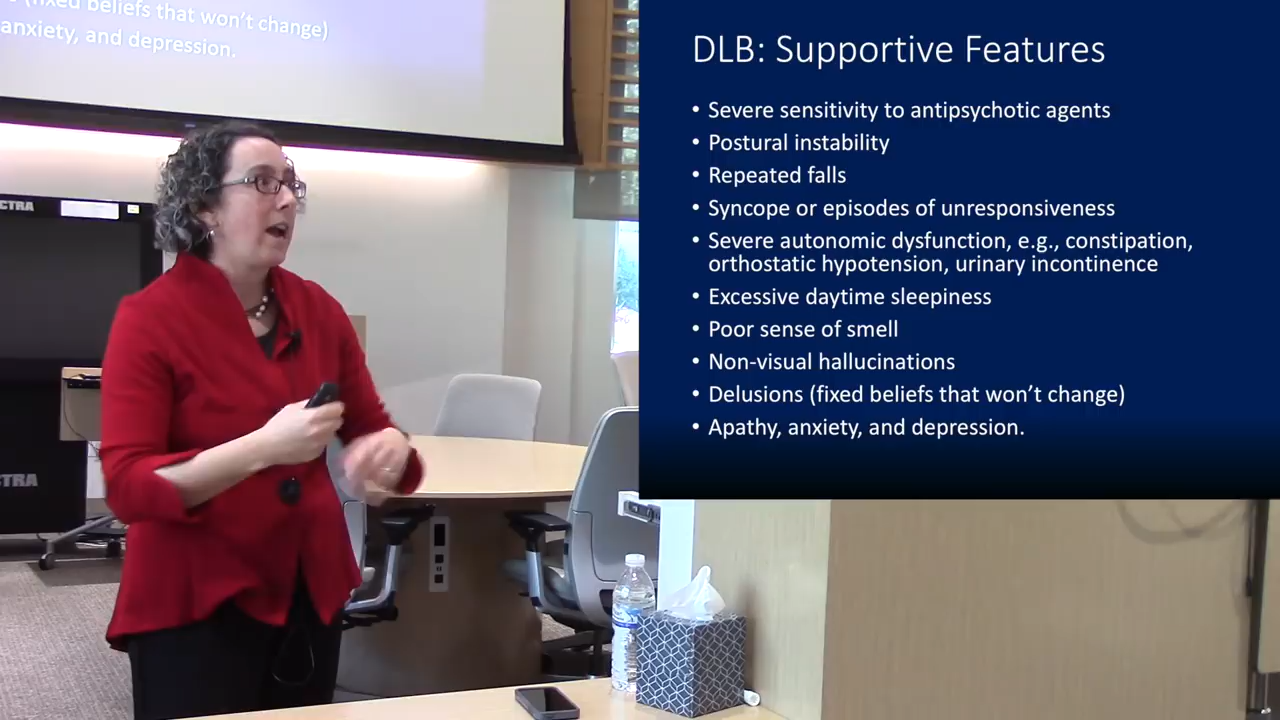 (fixed beliefs that won't change)
anxiety, and depression.
CTRA
CTRA
DLB: Supportive Features
• Severe sensitivity to antipsychotic agents
• Postural instability
• Repeated falls
• Syncope or episodes of unresponsiveness
• Severe autonomic dysfunction, e.g., constipation,
orthostatic hypotension, urinary incontinence
• Excessive daytime sleepiness
• Poor sense of smell
• Non-visual hallucinations
• Delusions (fixed beliefs that won't change)
• Apathy, anxiety, and depression.